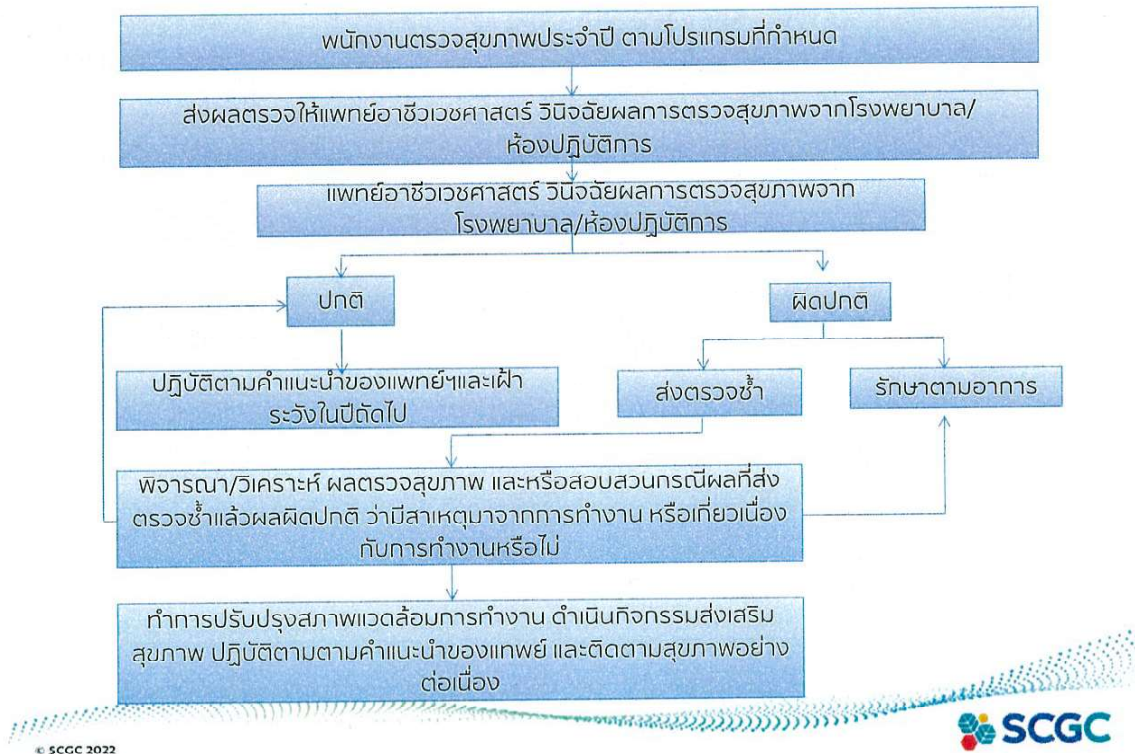 พนักงานตรวจสุขภาพประจำปี ตามโปรแกรมที่กำหนด
ส่งผลตรวจให้แพทย์อาชีวเวชศาสตร์ วินิจฉัยผลการตรวจสุขภาพจากโรงพยาบาล/
ห้องปฏิบัติการ
แพทย์อาชีวเวชศาสตร์ วินิจฉัยผลการตรวจสุขภาพจาก
โรงพยาบาล/ห้องปฏิบัติการ
ปกติ
ผิดปกติ
ปฏิบัติตามคำแนะนำของแพทย์ฯและเฝ้า
ระวังในปีถัดไป
ส่งตรวจซ้ำ
รักษาตามอาการ
พิจารณา/วิเคราะห์ ผลตรวจสุขภาพ และหรือสอบสวนกรณีผลที่ส่ง
ตรวจซ้ำแล้วผลผิดปกติ ว่ามีสาเหตุมาจากการทำงาน หรือเกี่ยวเนื่อง
กับการทำงานหรือไม่
ทำการปรับปรุงสภาพแวดล้อมการทำงาน ดำเนินกิจกรรมส่งเสริม
สุขภาพ ปฏิบัติตามตามคำแนะนำของแทพย์ และติดตามสุขภาพอย่าง
ต่อเนื่อง
SCGC
© SCGC 2022